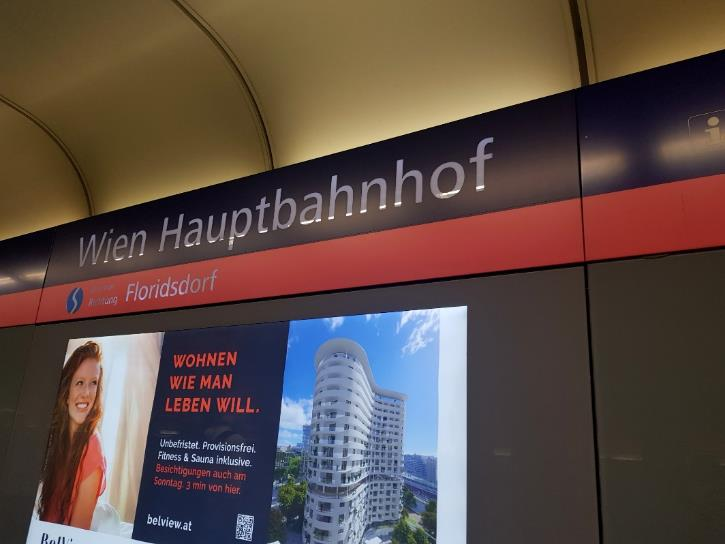 Wien Hauptbahnhof
Richtung Floridsdorf
WOHNEN
WIE MAN
LEBEN WILL.
Unbefristet. Provisionsfrei.
Fitness & Sauna inklusive.
Besichtigungen auch am
Sonntag. 3 min von hier.
belview.at